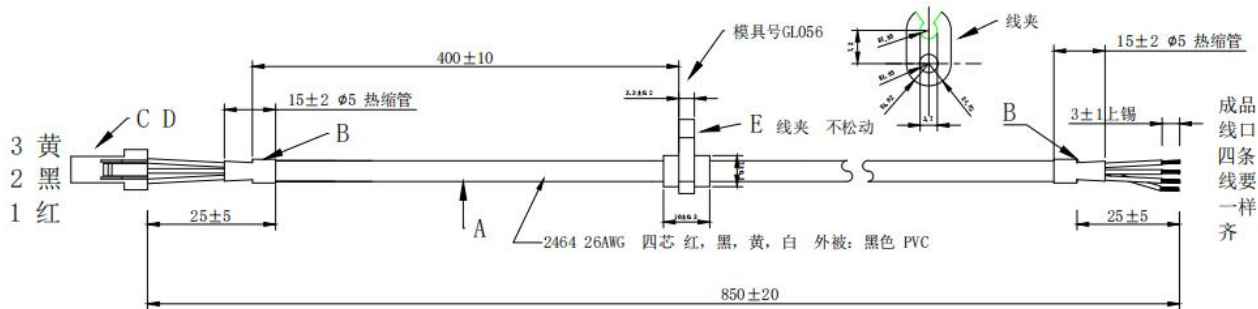 模具号GL056
线夹
15±2 Ø5 热缩管
400±10
15±2 Ø5 热缩管
C D
B
E 线夹 不松动
B
3±1上锡
成品
线口
四条
线要
一样
齐
3 黄
2 黑
1 红
25±5
A
2464 26AWG 四芯 红, 黑, 黄, 白 外被: 黑色 PVC
25±5
850±20